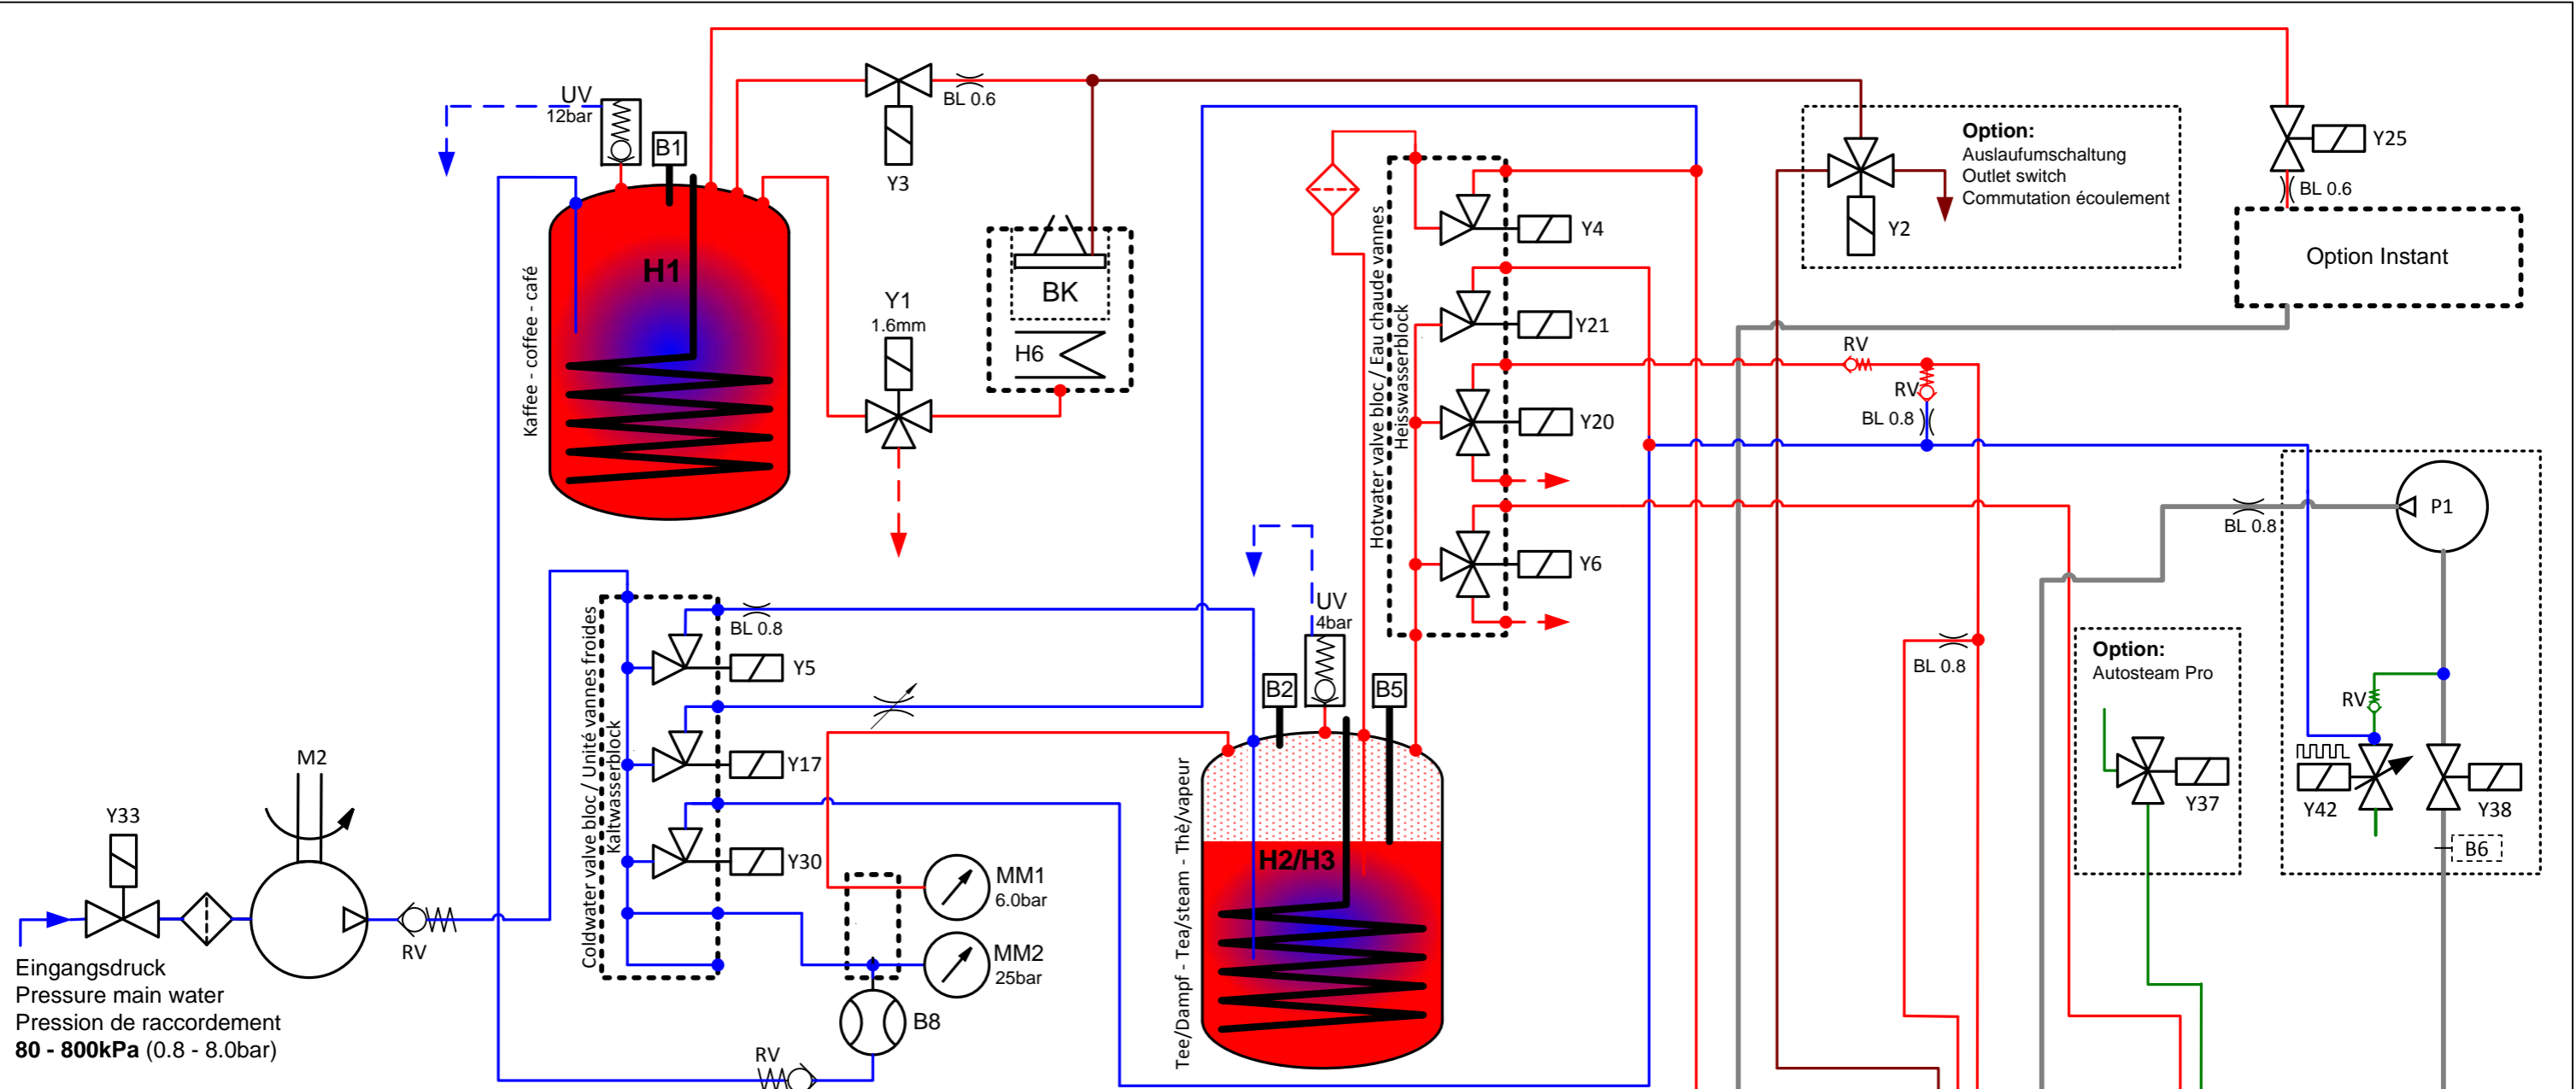 UV
12bar
B1
BL 0.6
Y3
Option:
Auslaufumschaltung
Outlet switch
Commutation écoulement
Y2
Y25
BL 0.6
Option Instant
Kaffee - coffee - café
H1
Y1
1.6mm
BK
H6
Hotwater valve bloc / Eau chaude vannes
Heisswasserblock
Y4
Y21
Y20
Y6
RV
RV
BL 0.8
BL 0.8
P1
BL 0.8
Option:
Autosteam Pro
Y37
RV
Y42
Y38
B6
Coldwater valve bloc / Unité vannes froides
Kaltwasserblock
BL 0.8
Y5
Y17
Y30
UV
4bar
B2
B5
Tee/Dampf - Tea/steam - Thè/vapeur
H2/H3
M2
Y33
RV
MM1
6.0bar
MM2
25bar
B8
RV
Eingangsdruck
Pressure main water
Pression de raccordement
80 - 800kPa (0.8 - 8.0bar)